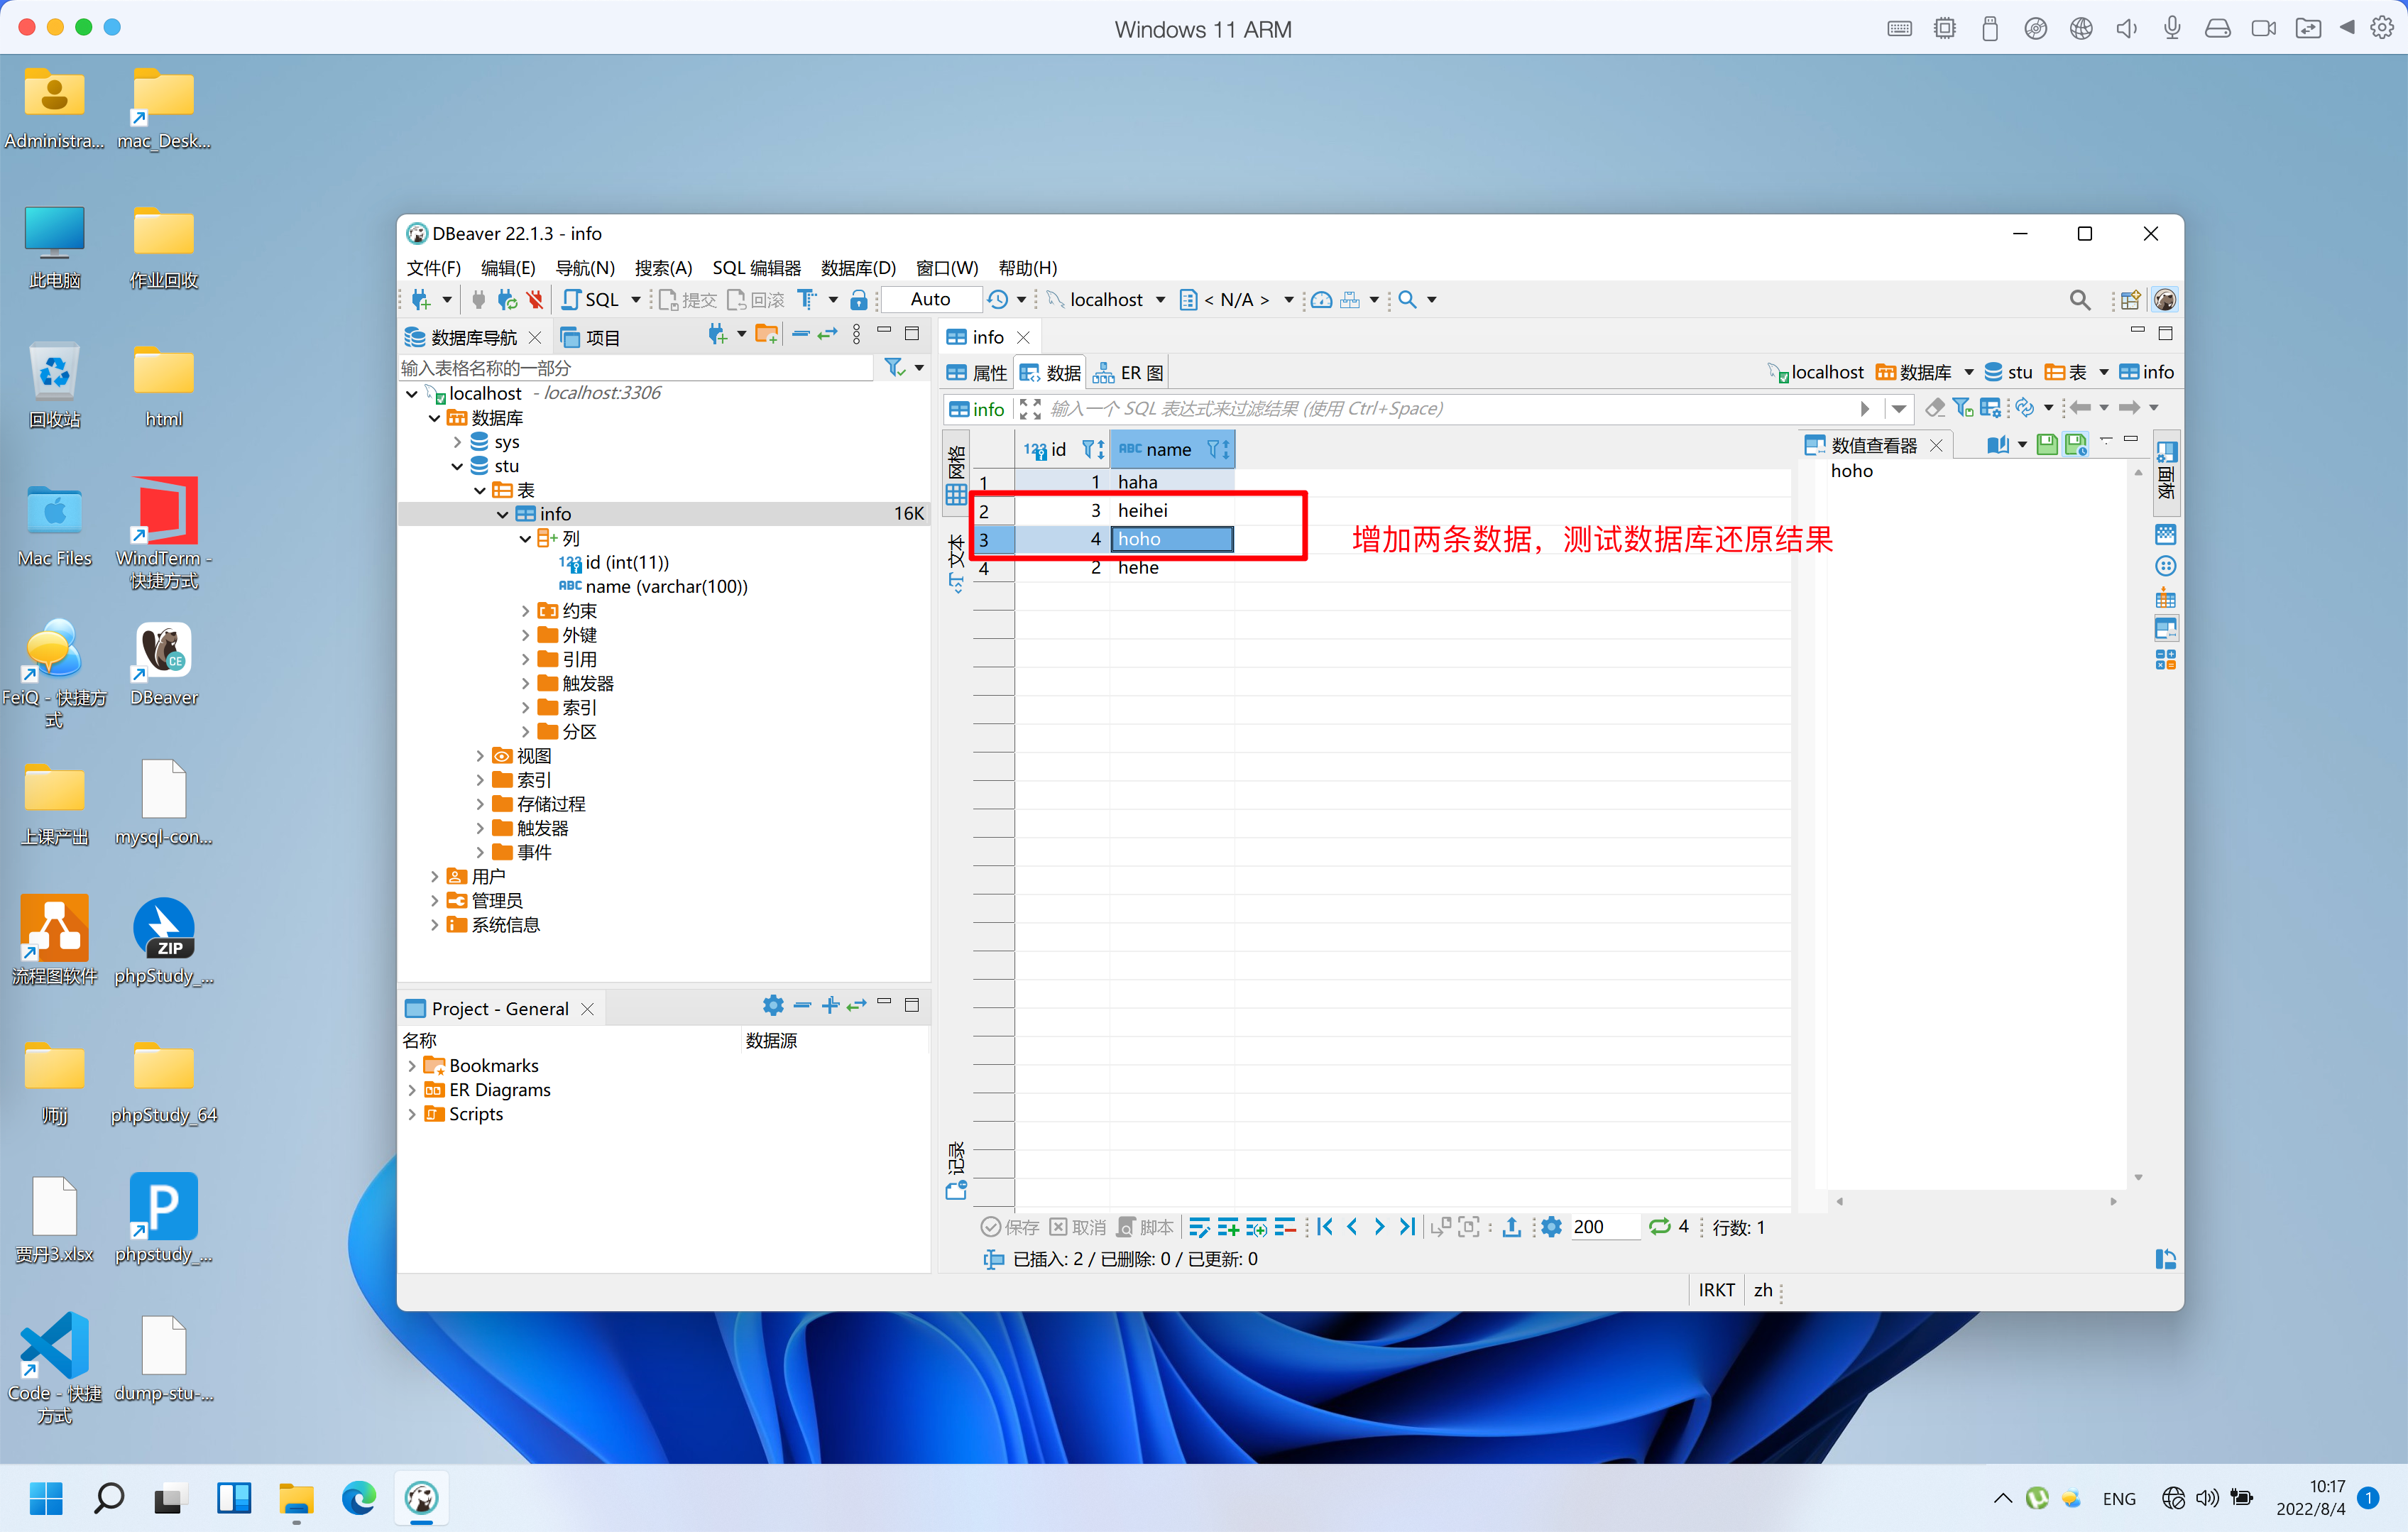 Windows 11 ARM
Administra...
mac_Desk...
此电脑
作业回收
回收站
html
Mac Files
WindTerm -
快捷方式
FeiQ - 快捷方
式
DBeaver
上课产出
mysql-con...
流程图软件
ZIP
phpStudy_...
师jj
phpStudy_64
贾丹3.xlsx
phpstudy_...
Code - 快捷
方式
dump-stu-...
DBeaver 22.1.3 - info
文件(F) 编辑(E) 导航(N) 搜索(A) SQL 编辑器 数据库(D) 窗口(W) 帮助(H)
SQL 提交 回滚 Auto localhost < N/A >
数据库导航 项目
输入表格名称的一部分
localhost - localhost:3306
数据库
sys
stu
表
info 16K
列
id (int(11))
name (varchar(100))
约束
外键
引用
触发器
索引
分区
视图
索引
存储过程
触发器
事件
用户
管理员
系统信息
Project - General
名称 数据源
Bookmarks
ER Diagrams
Scripts
info
属性 数据 ER 图
localhost 数据库 stu 表 info
info 输入一个 SQL 表达式来过滤结果 (使用 Ctrl+Space)
网格
文本
记录
123 id ABC name
1 1 haha
2 3 heihei
3 4 hoho
4 2 hehe
增加两条数据，测试数据库还原结果
数值查看器
hoho
面板
保存 取消 脚本 200 4 行数: 1
已插入: 2 / 已删除: 0 / 已更新: 0
IRKT zh
ENG
10:17
2022/8/4
1